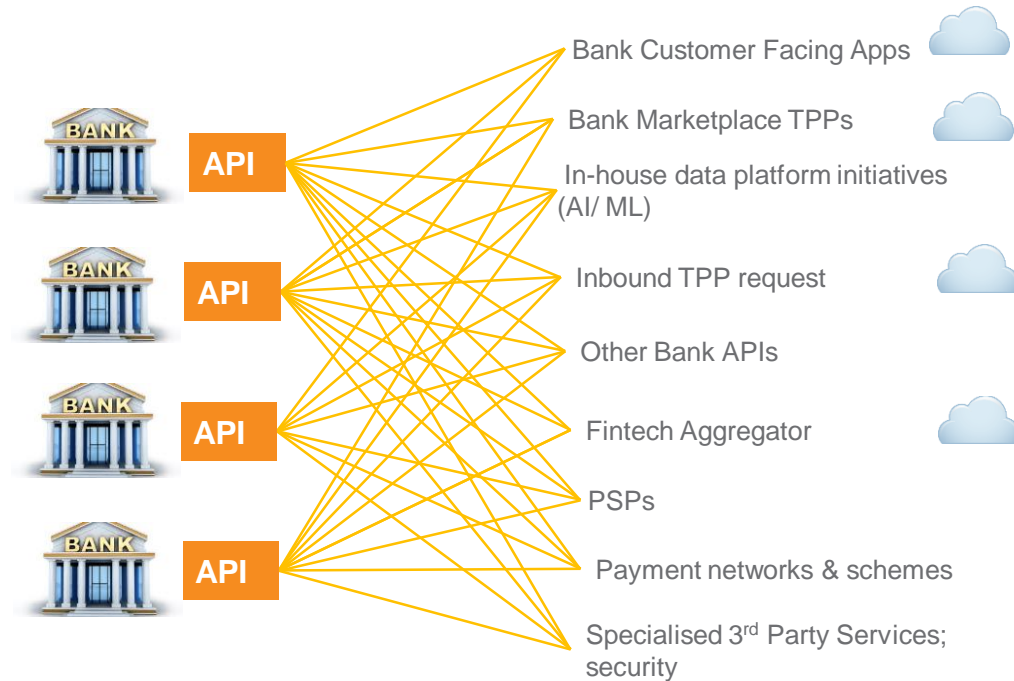 Bank Customer Facing Apps
BANK
API
Bank Marketplace TPPs
In-house data platform initiatives
(AI/ ML)
BANK
API
Inbound TPP request
Other Bank APIs
BANK
API
Fintech Aggregator
PSPs
BANK
API
Payment networks & schemes
Specialised 3rd Party Services;
security